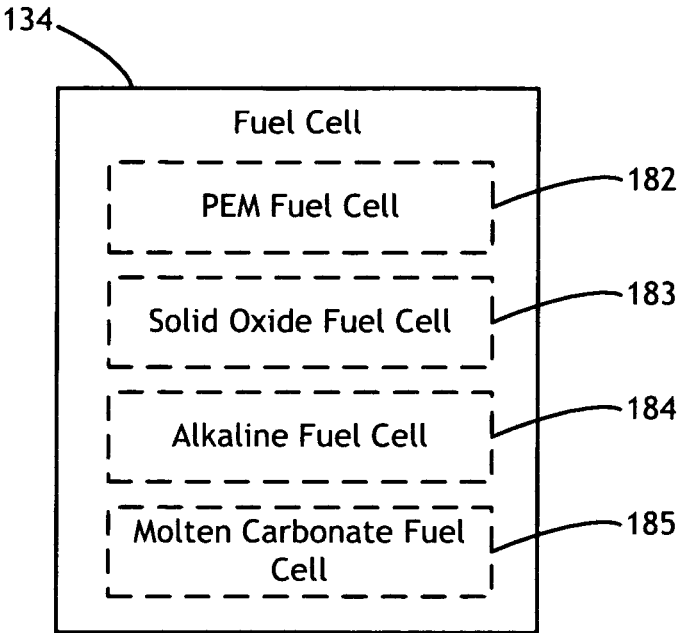 134
Fuel Cell
PEM Fuel Cell
182
Solid Oxide Fuel Cell
183
Alkaline Fuel Cell
184
Molten Carbonate Fuel
Cell
185